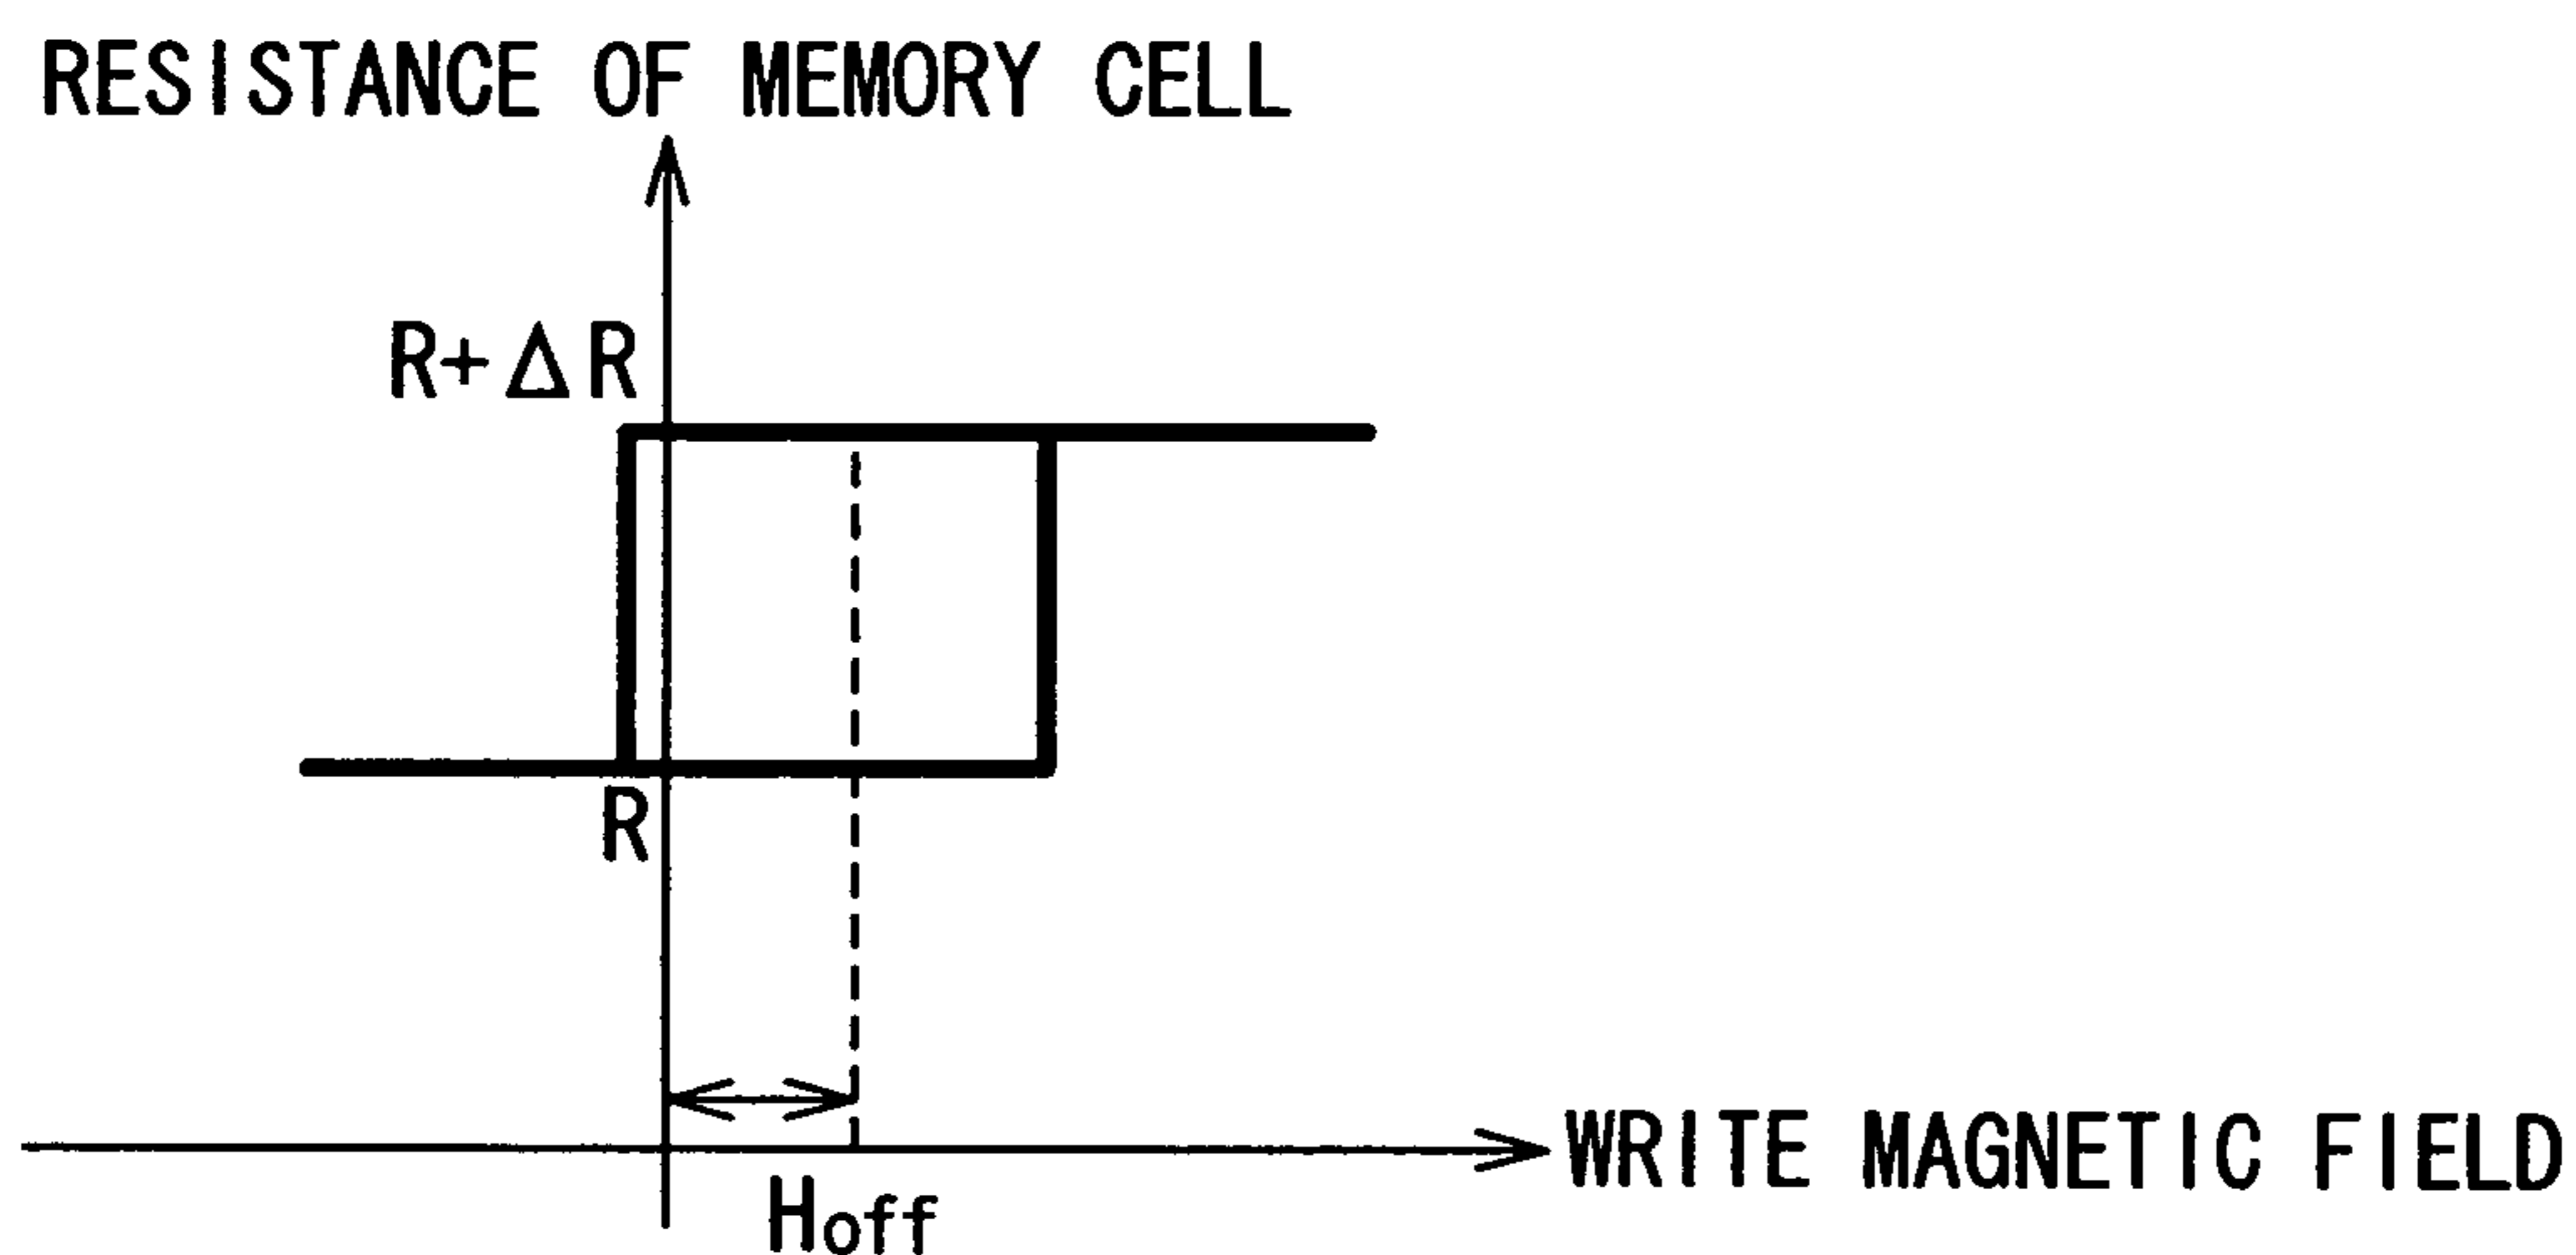 RESISTANCE OF MEMORY CELL
R+ΔR
R
WRITE MAGNETIC FIELD
Hoff